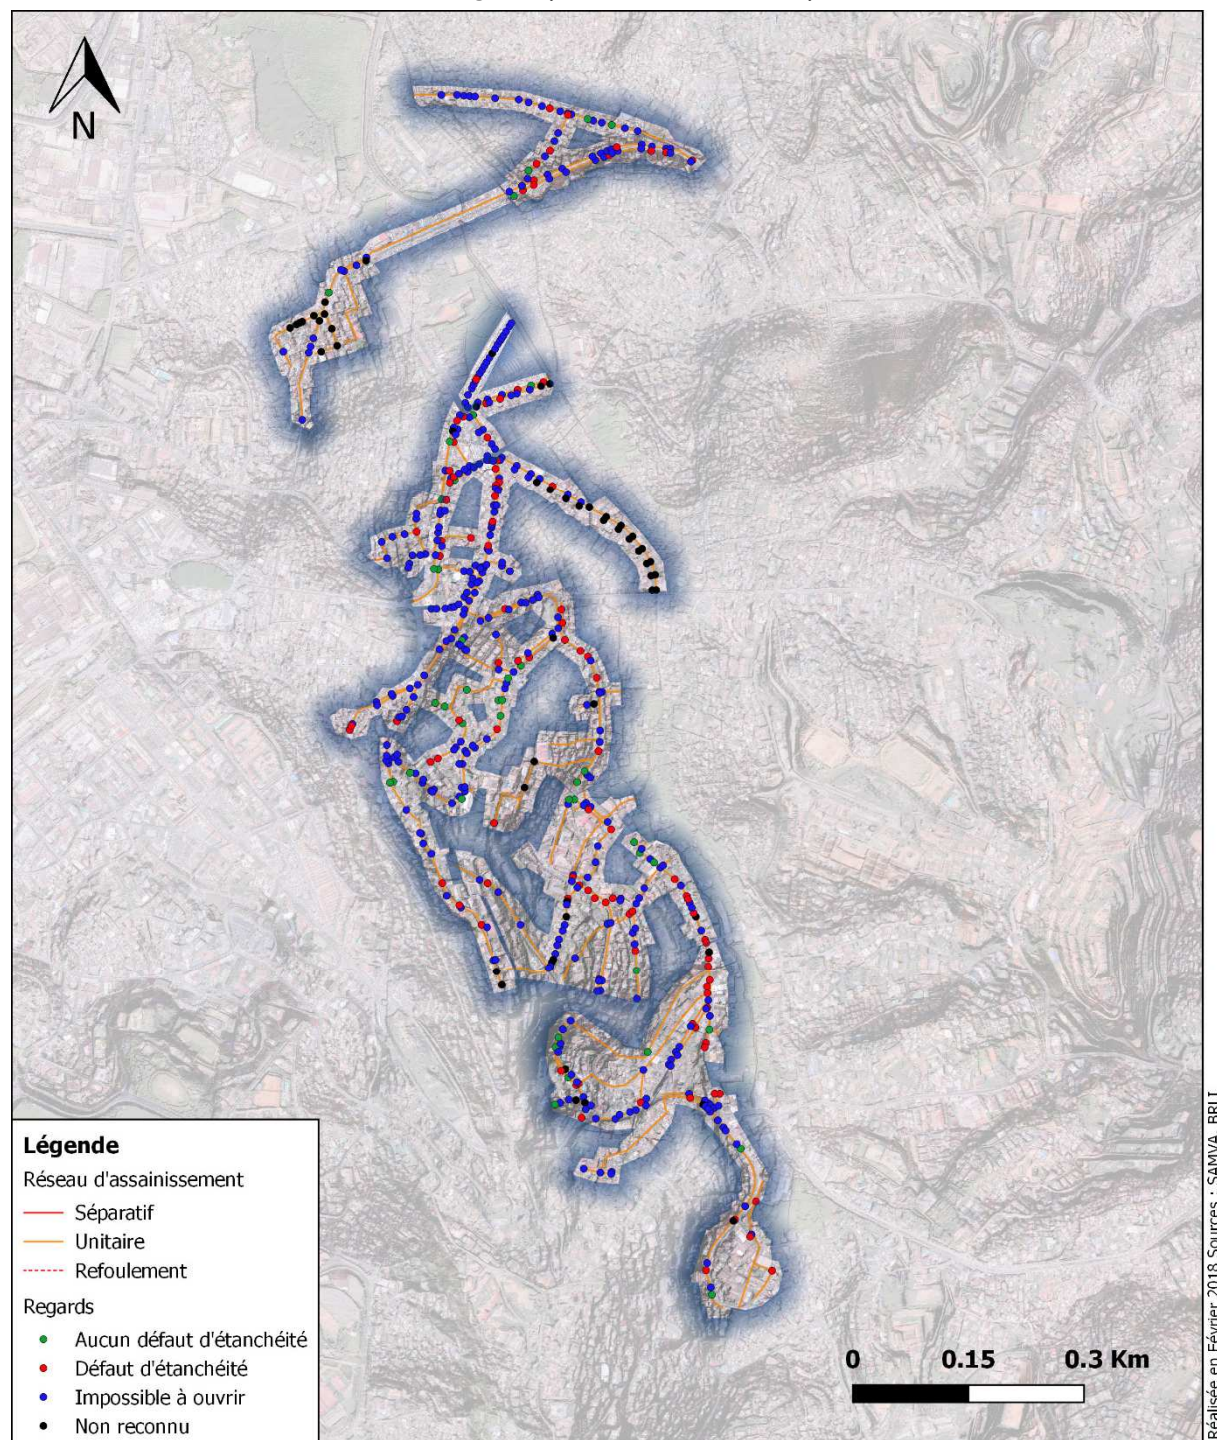 N
Légende
Réseau d'assainissement
Séparatif
Unitaire
Refoulement
Regards
Aucun défaut d'étanchéité
Défaut d'étanchéité
Impossible à ouvrir
Non reconnu
0 0.15 0.3 Km
Réalisée en Février 2018 Sources : SAMVA, BRLI